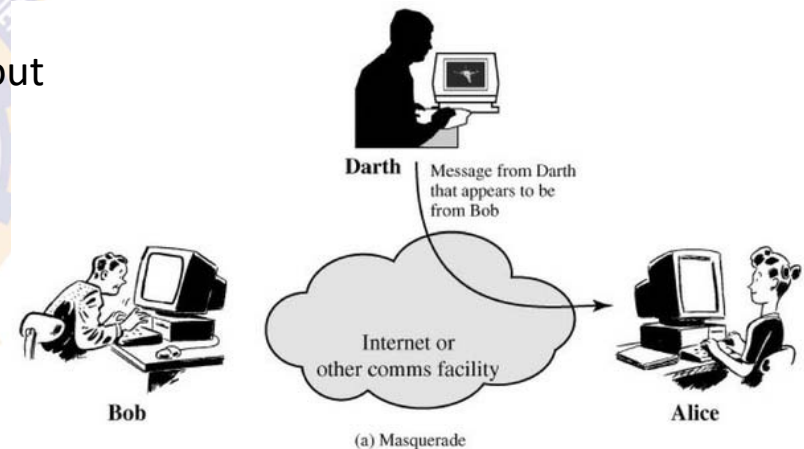 out
Darth
Message from Darth
that appears to be
from Bob
Internet or
other comms facility
Bob
Alice
(a) Masquerade